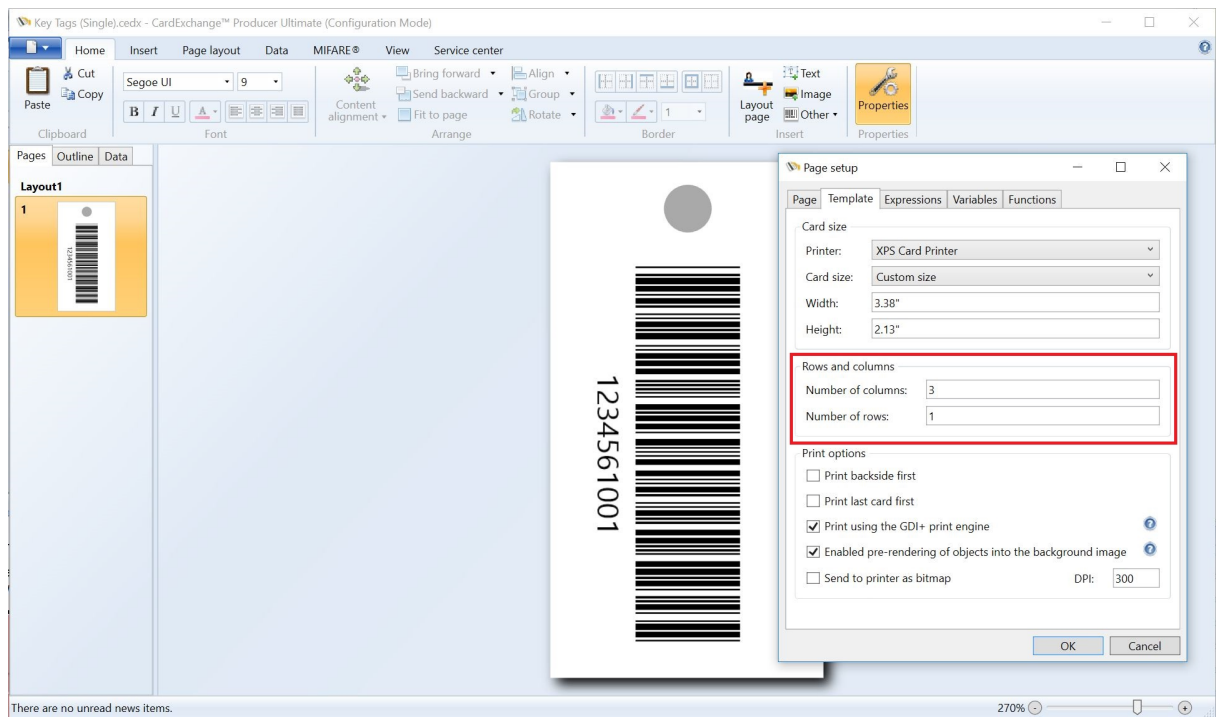 Key Tags (Single).cedx - CardExchange™ Producer Ultimate (Configuration Mode)
Home Insert Page layout Data MIFARE® View Service center
Paste
Cut
Copy
Clipboard
Segoe UI 9
B I U A
Font
Content alignment
Bring forward
Send backward
Fit to page
Align
Group
Rotate
Arrange
1
Border
Layout page
Text
Image
Other
Insert
Properties
Properties
Pages Outline Data
Layout1
1
1234561001
1234561001
Page setup
Page Template Expressions Variables Functions
Card size
Printer: XPS Card Printer
Card size: Custom size
Width: 3.38"
Height: 2.13"
Rows and columns
Number of columns: 3
Number of rows: 1
Print options
Print backside first
Print last card first
Print using the GDI+ print engine
Enabled pre-rendering of objects into the background image
Send to printer as bitmap DPI: 300
OK Cancel
There are no unread news items.
270%